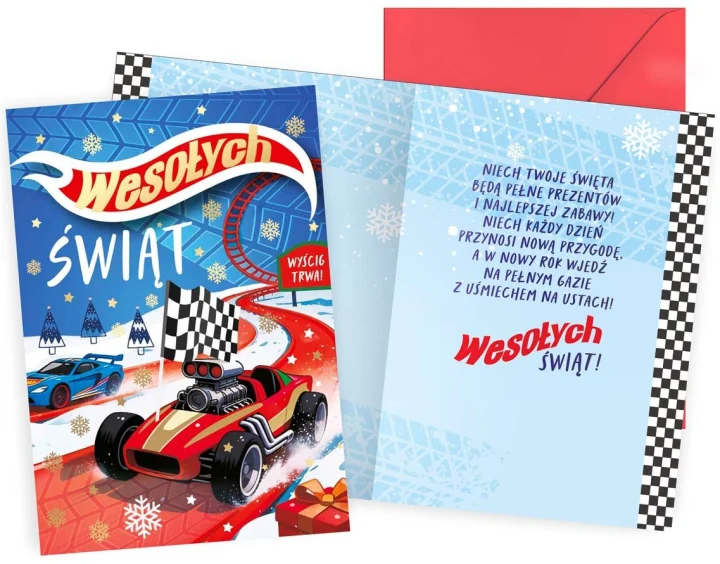 Wesołych
ŚWIĄT
WYŚCIG
TRWA!
NIECH TWOJE ŚWIĘTA
BĘDĄ PEŁNE PREZENTÓW
I NAJLEPSZEJ ZABAWY!
NIECH KAŻDY DZIEŃ
PRZYNOSI NOWĄ PRZYGODĘ,
A W NOWY ROK WJEDŹ
NA PEŁNYM GAZIE
Z UŚMIECHEM NA USTACH!
Wesołych
ŚWIĄT!